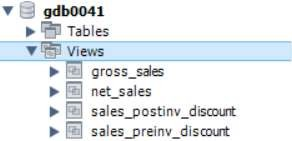 gdb0041
Tables
Views
gross_sales
net_sales
sales_postinv_discount
sales_preinv_discount